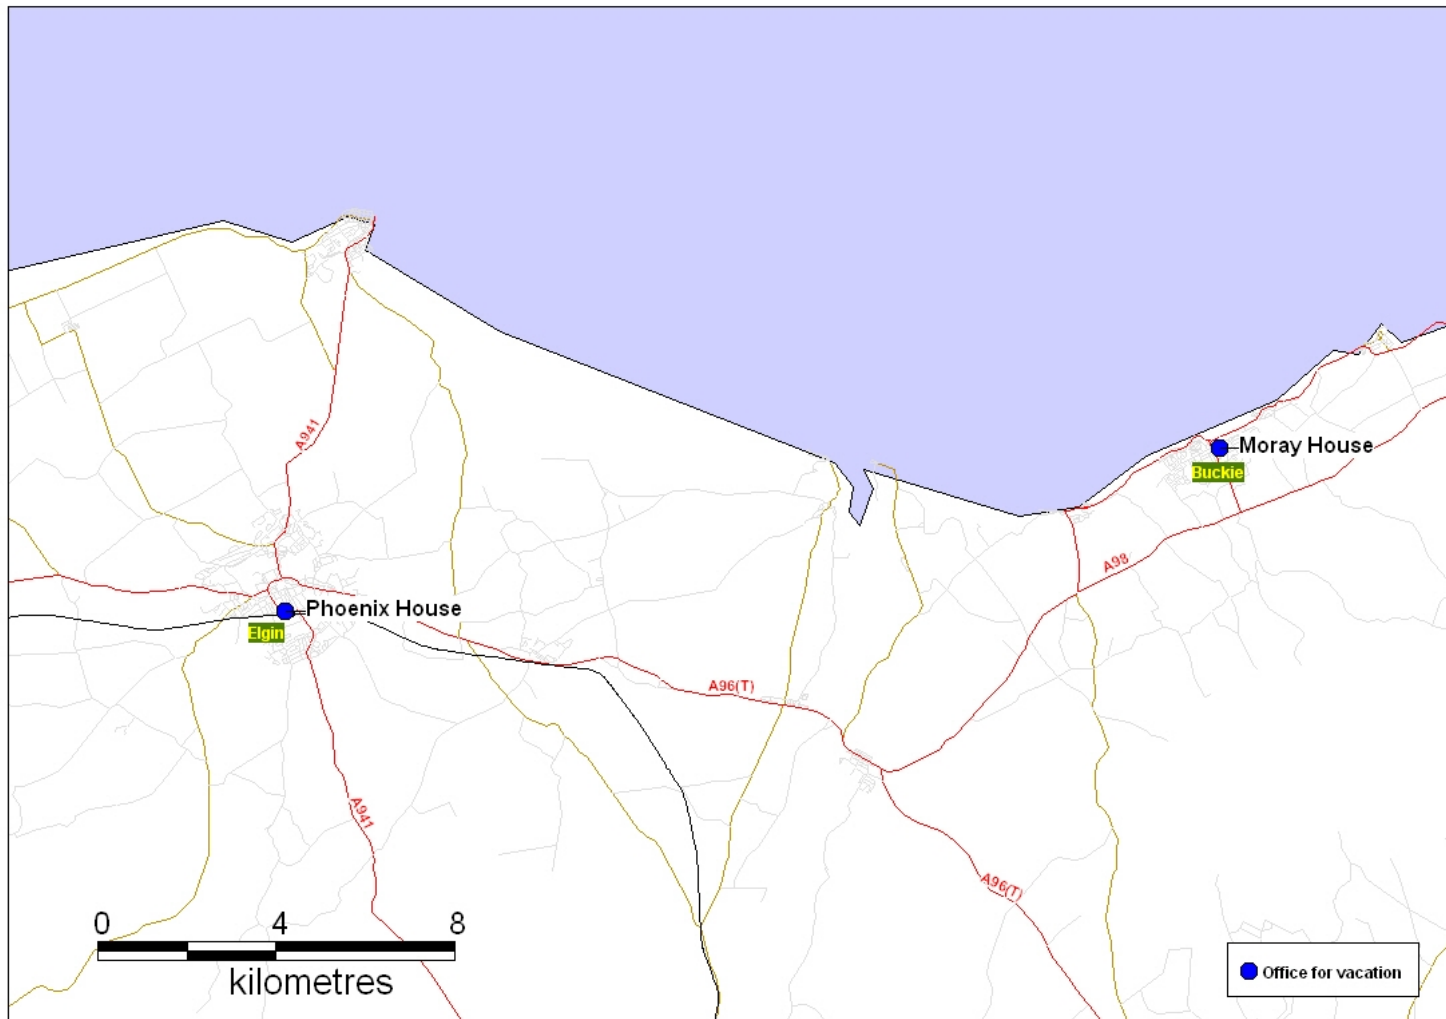 A941
Moray House
Buckie
A98
Phoenix House
Elgin
A96(T)
A941
A96(T)
0 4 8
kilometres
Office for vacation